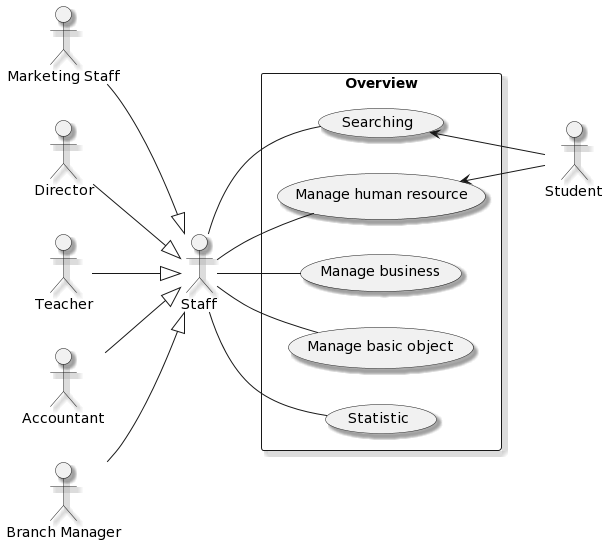 Marketing Staff
Director
Teacher
Accountant
Branch Manager
Staff
Overview
Searching
Manage human resource
Manage business
Manage basic object
Statistic
Student